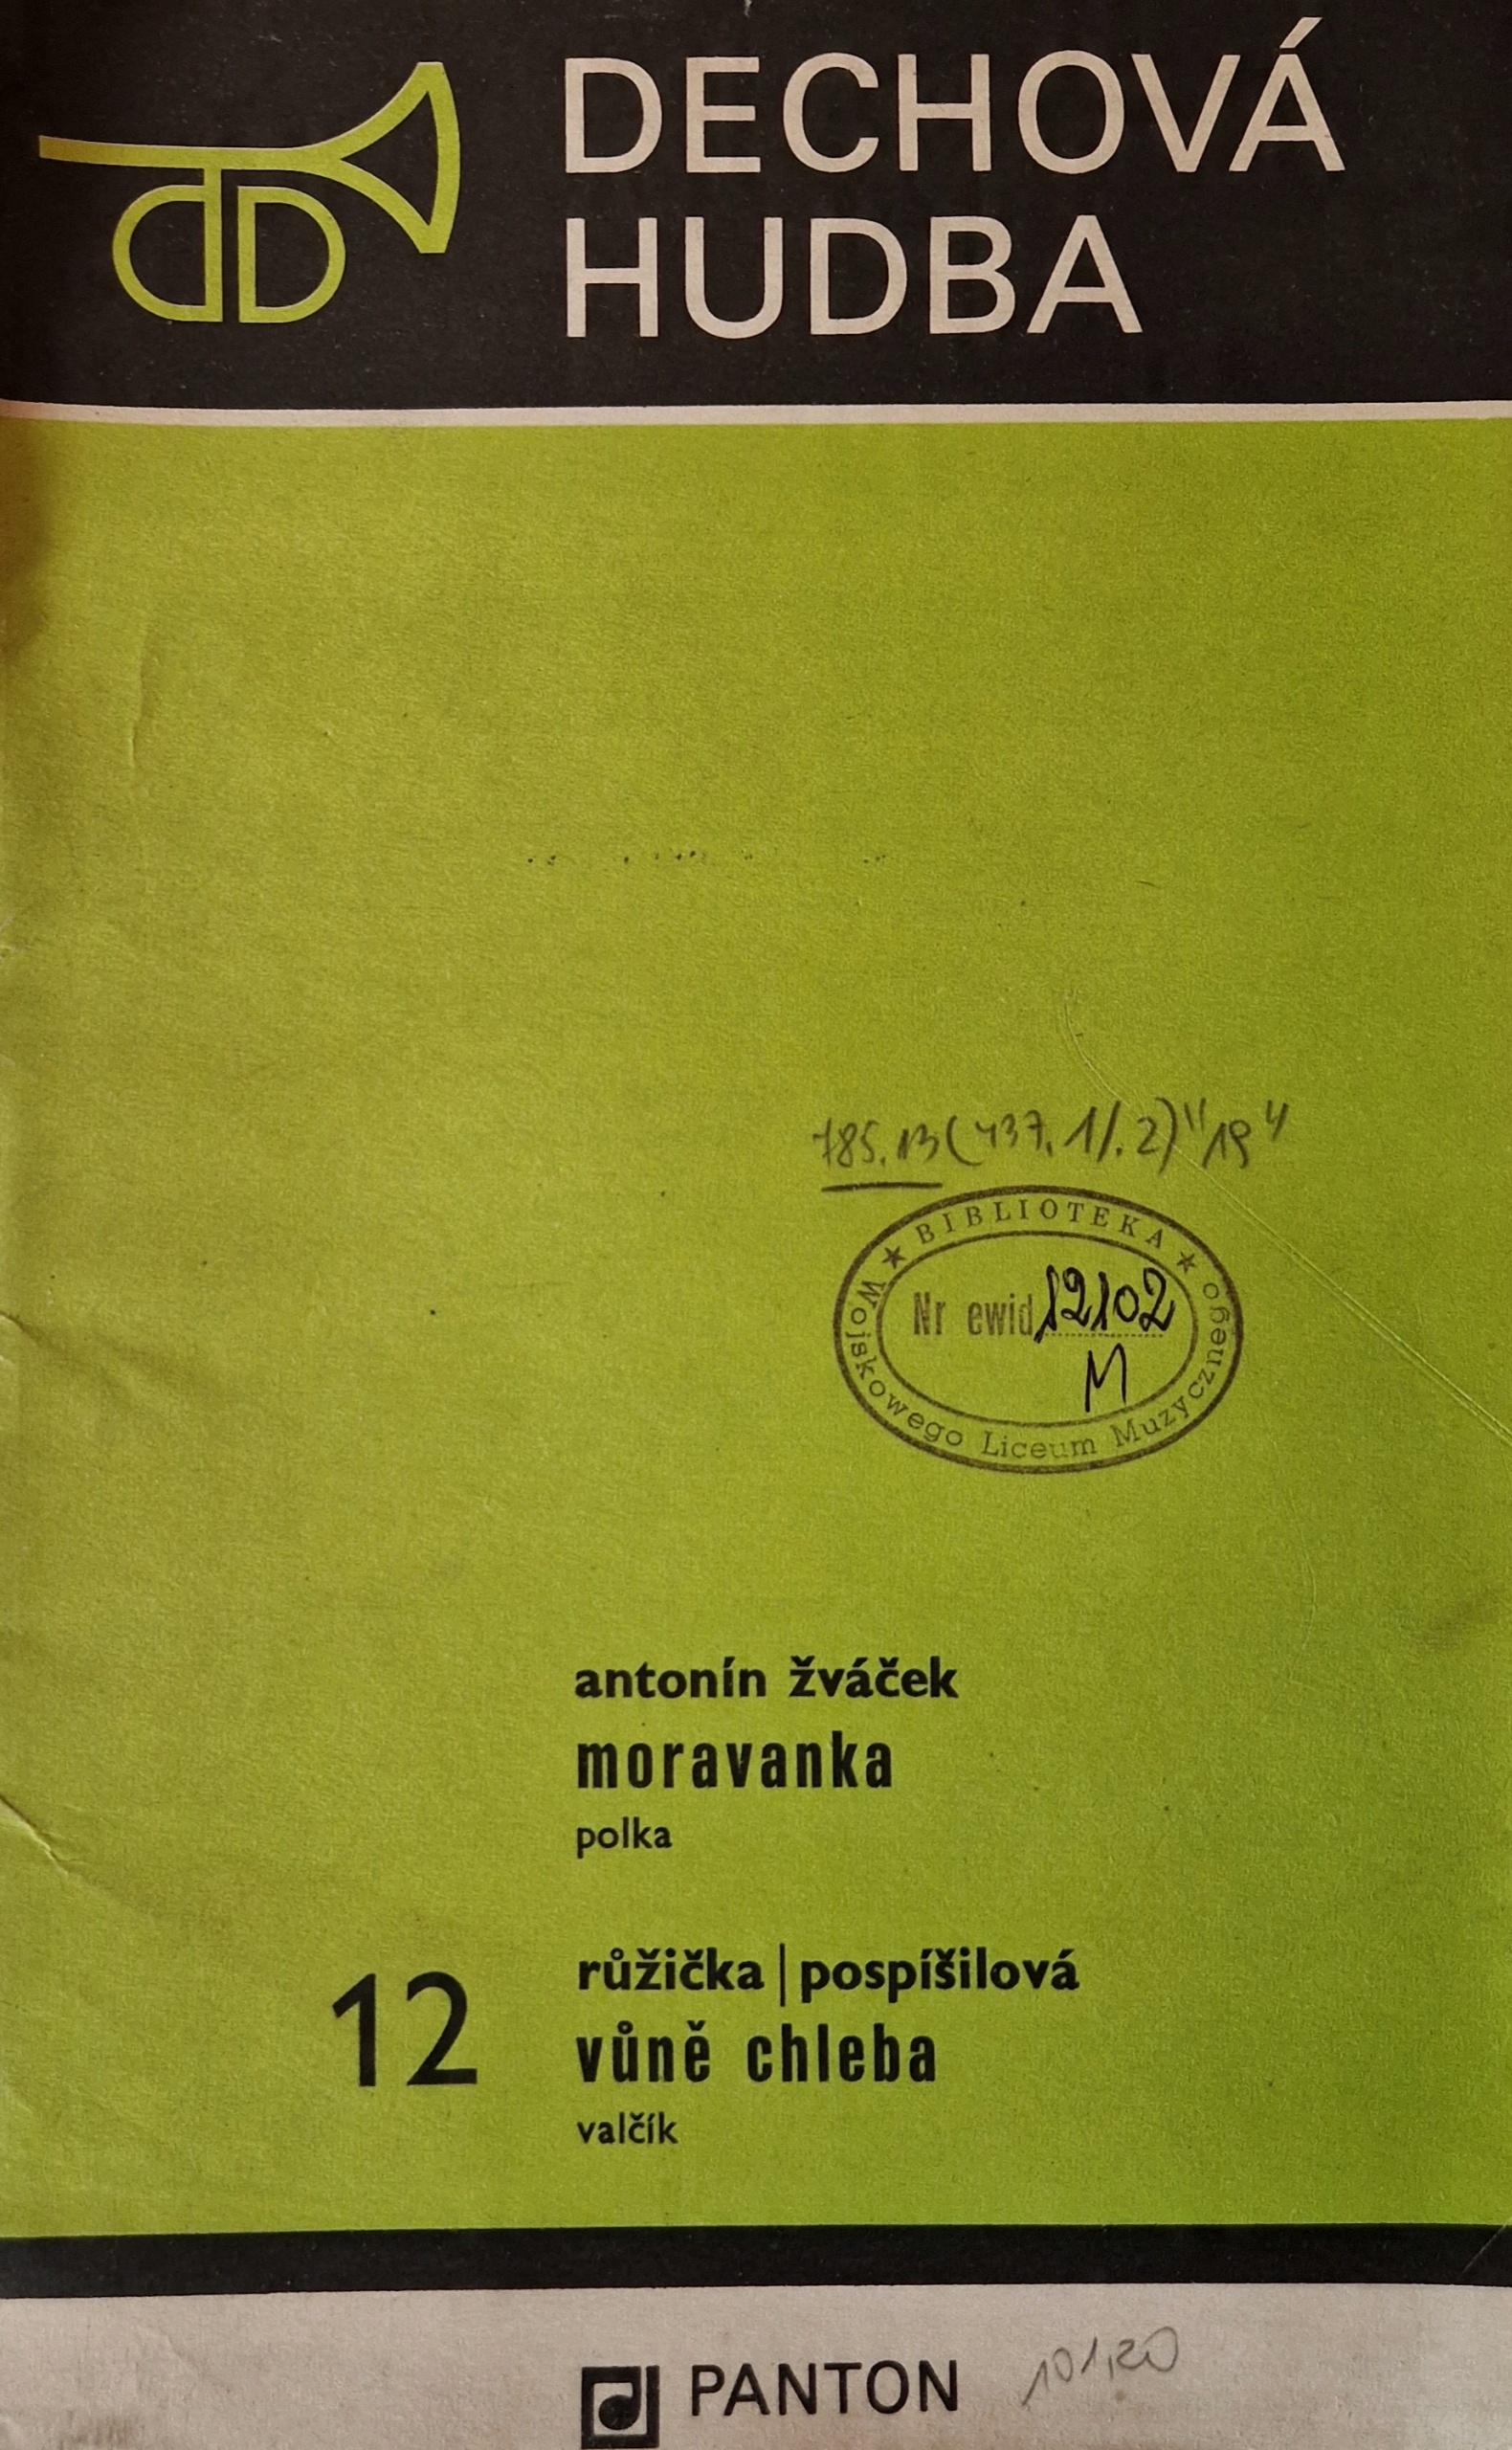 DECHOVÁ
HUDBA
785.13 (437.1/.2)"19"
★ BIBLIOTEKA ★
Nr ewid 12102
M
Wojskowego Liceum Muzycznego
antonín žváček
moravanka
polka
12
růžička | pospíšilová
vůně chleba
valčík
PANTON
101,20